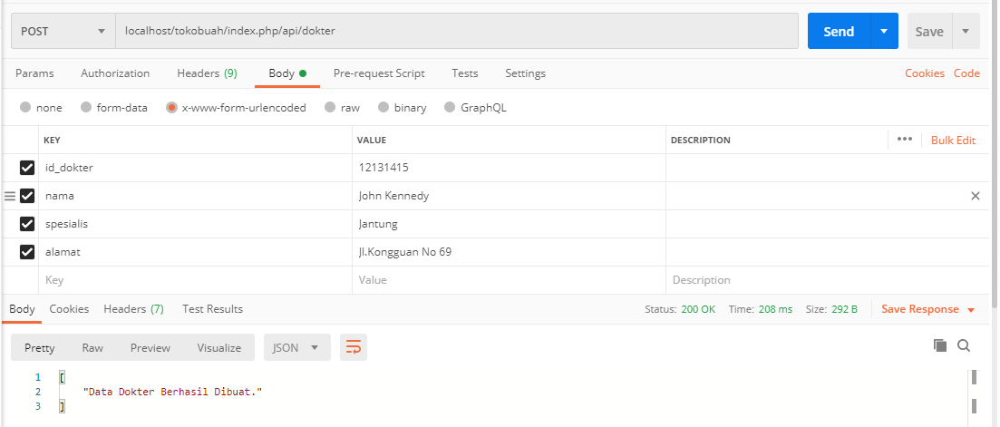 POST localhost/tokobuah/index.php/api/dokter Send Save
Params Authorization Headers (9) Body Pre-request Script Tests Settings Cookies Code
none form-data x-www-form-urlencoded raw binary GraphQL
KEY VALUE DESCRIPTION ••• Bulk Edit
id_dokter 12131415
nama John Kennedy
spesialis Jantung
alamat Jl.Kongguan No 69
Key Value Description
Body Cookies Headers (7) Test Results Status: 200 OK Time: 208 ms Size: 292 B Save Response
Pretty Raw Preview Visualize JSON
1 [
2 "Data Dokter Berhasil Dibuat."
3 ]